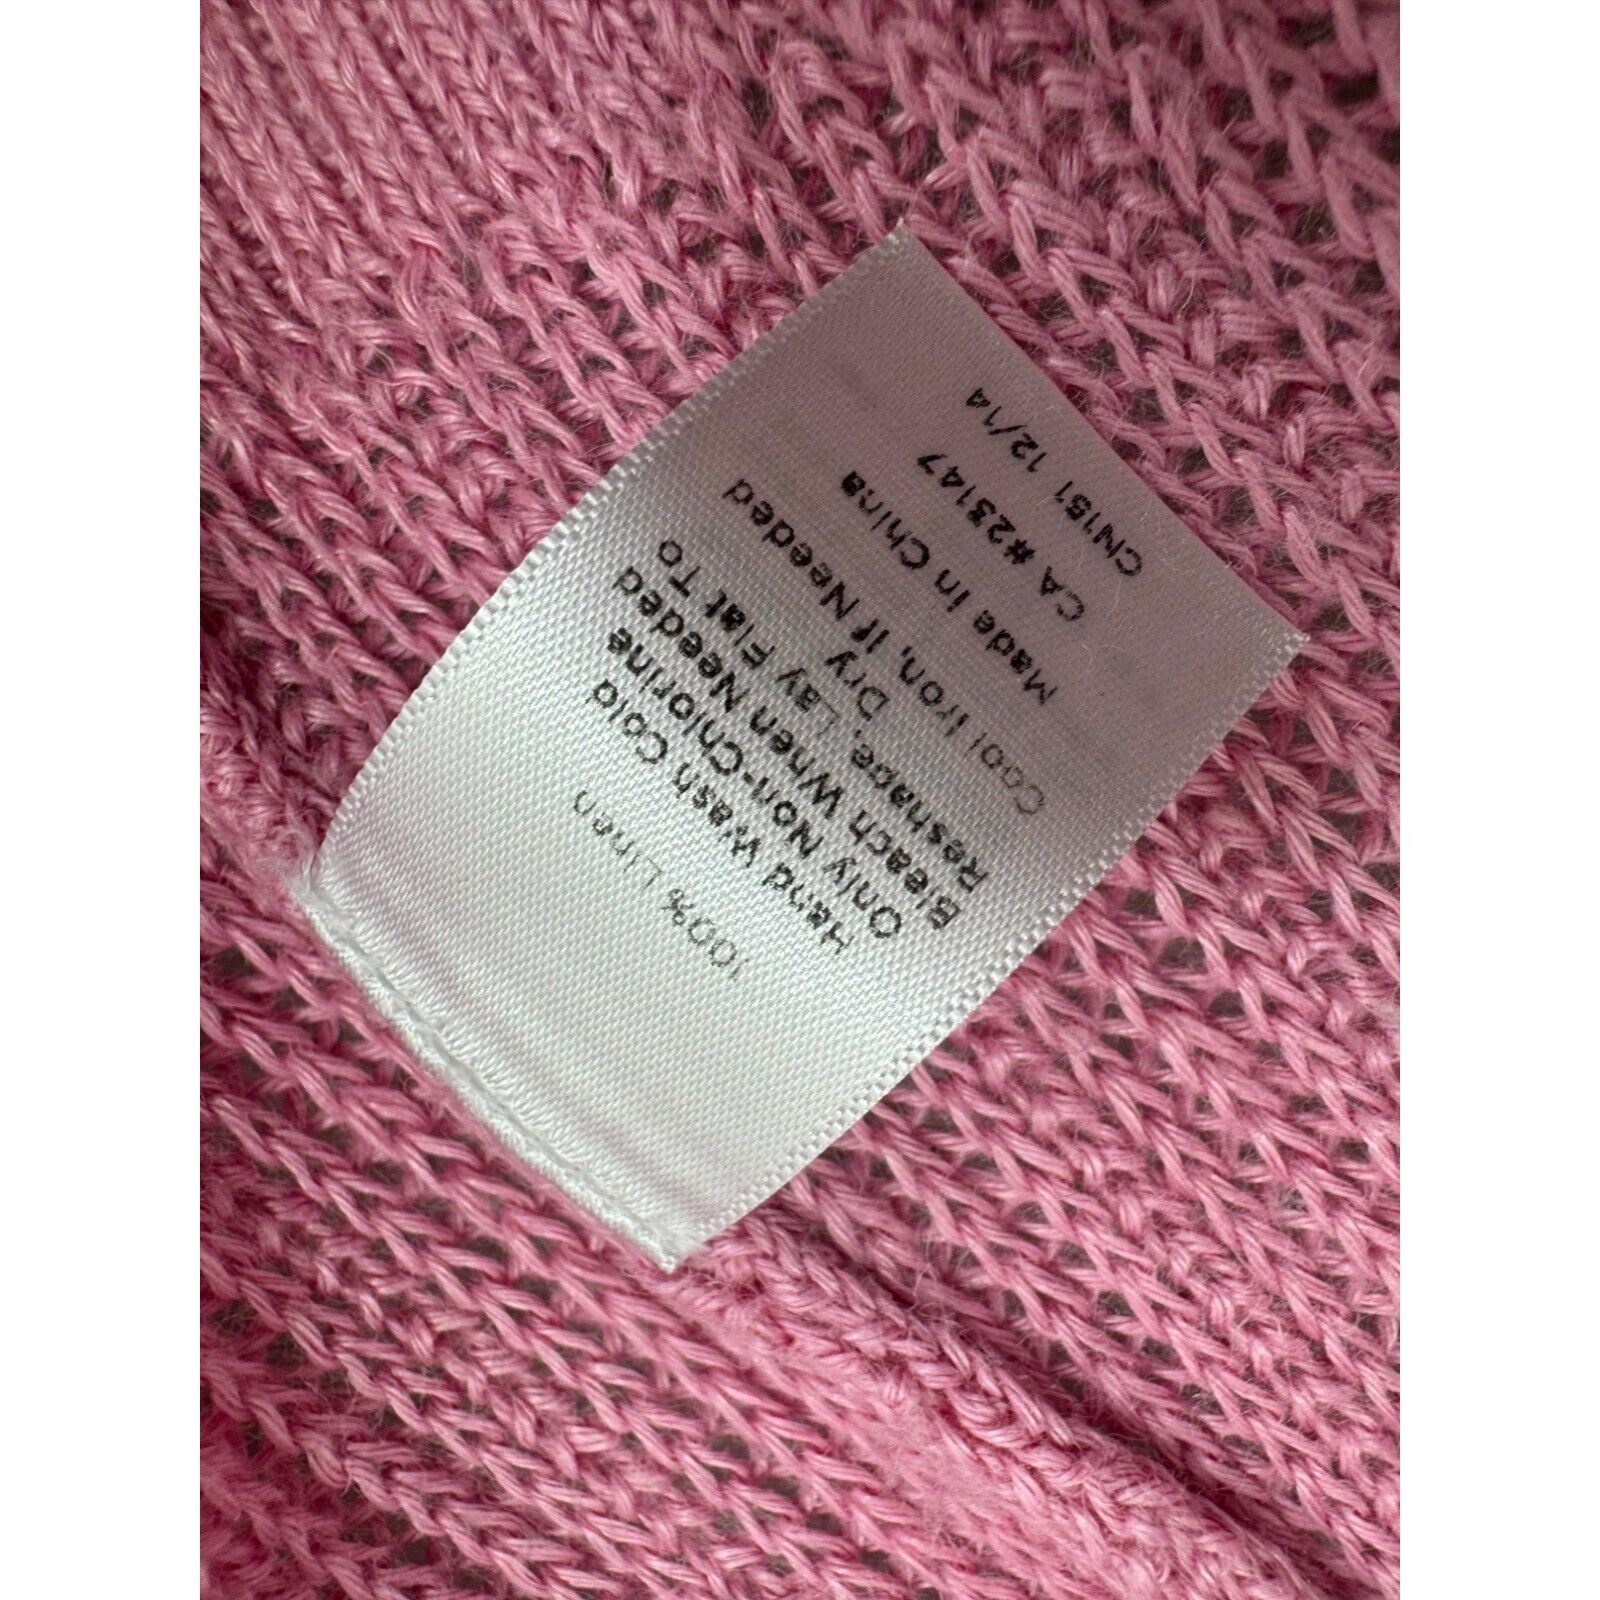 100% Linen
Hand Wash Cold
Only Non-Chlorine
Bleach When Needed
Reshape, Lay Flat To
Dry
Cool Iron, If Needed
Made in China
CA #23147
CN151 12/14